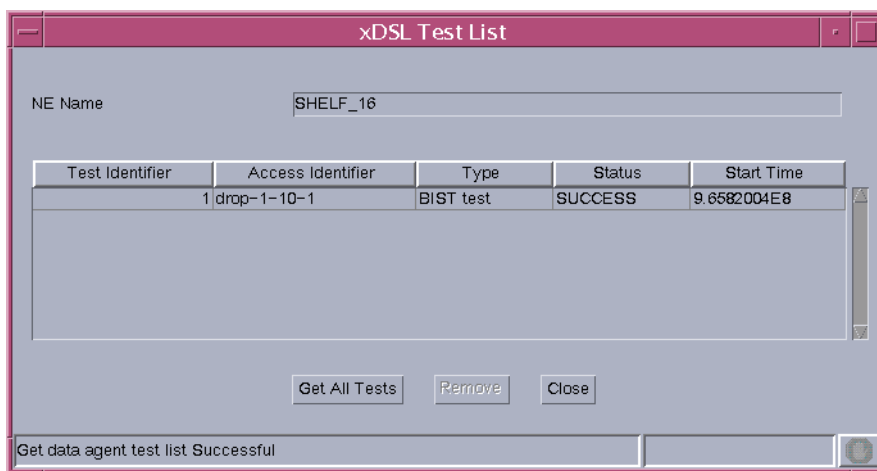 xDSL Test List
NE Name SHELF_16
Test Identifier Access Identifier Type Status Start Time
1 drop-1-10-1 BIST test SUCCESS 9.6582004E8
Get All Tests Remove Close
Get data agent test list Successful